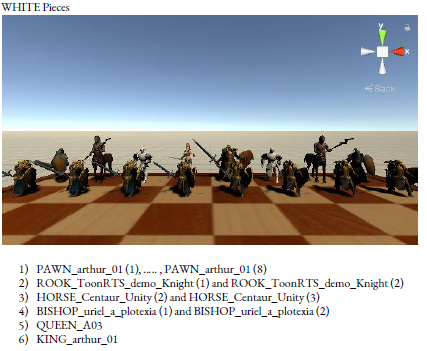 WHITE Pieces
y
x
Back
1) PAWN_arthur_01 (1), ..... , PAWN_arthur_01 (8)
2) ROOK_ToonRTS_demo_Knight (1) and ROOK_ToonRTS_demo_Knight (2)
3) HORSE_Centaur_Unity (2) and HORSE_Centaur_Unity (3)
4) BISHOP_uriel_a_plotexia (1) and BISHOP_uriel_a_plotexia (2)
5) QUEEN_A03
6) KING_arthur_01